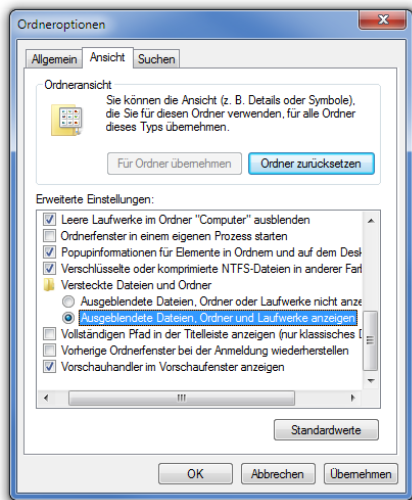 Ordneroptionen
Allgemein Ansicht Suchen
Ordneransicht
Sie können die Ansicht (z. B. Details oder Symbole),
die Sie für diesen Ordner verwenden, für alle Ordner
dieses Typs übernehmen.
Für Ordner übernehmen Ordner zurücksetzen
Erweiterte Einstellungen:
Leere Laufwerke im Ordner "Computer" ausblenden
Ordnerfenster in einem eigenen Prozess starten
Popupinformationen für Elemente in Ordnern und auf dem Desk
Verschlüsselte oder komprimierte NTFS-Dateien in anderer Farl
Versteckte Dateien und Ordner
Ausgeblendete Dateien, Ordner oder Laufwerke nicht anze
Ausgeblendete Dateien, Ordner und Laufwerke anzeigen
Vollständigen Pfad in der Titelleiste anzeigen (nur klassisches D
Vorherige Ordnerfenster bei der Anmeldung wiederherstellen
Vorschauhandler im Vorschaufenster anzeigen
Standardwerte
OK Abbrechen Übernehmen